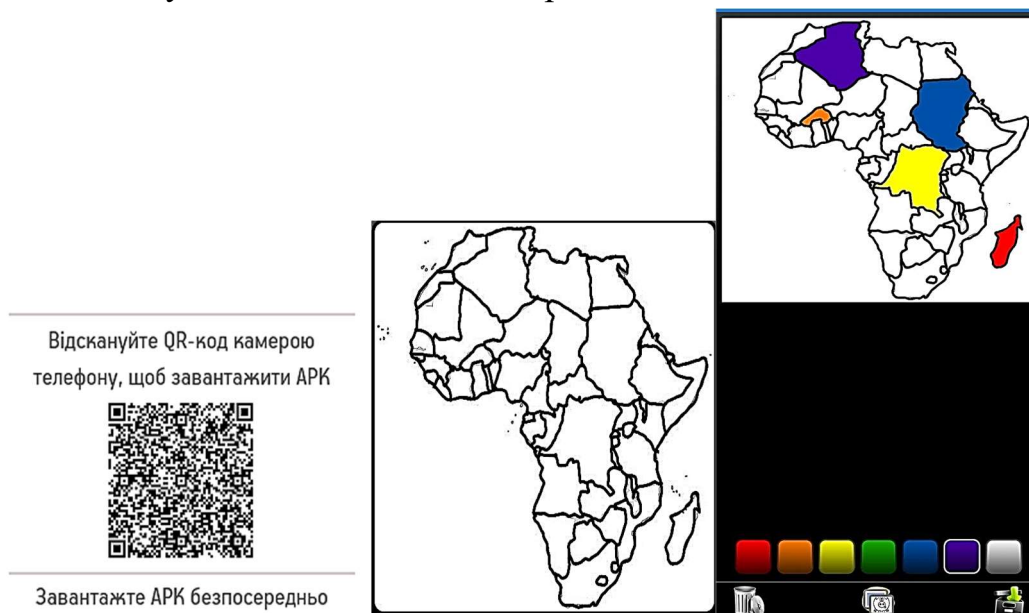 Відскануйте QR-код камерою
телефону, щоб завантажити APK
Завантажте APK безпосередньо